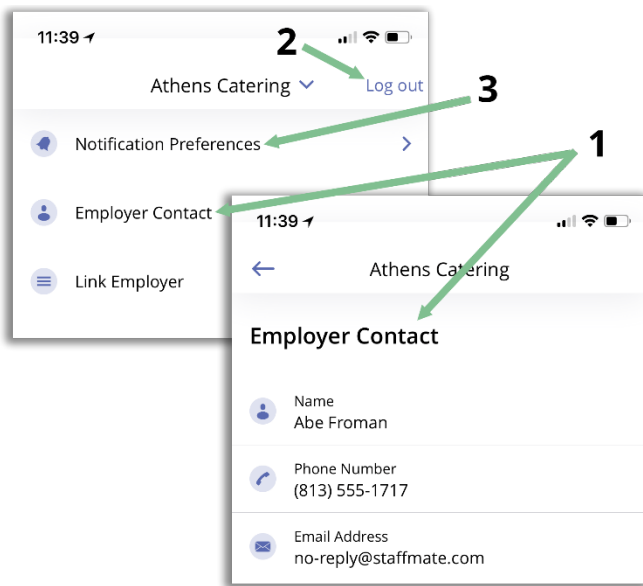 11:39
2
Athens Catering
Log out
3
Notification Preferences
1
Employer Contact
Link Employer
11:39
Athens Catering
Employer Contact
Name
Abe Froman
Phone Number
(813) 555-1717
Email Address
no-reply@staffmate.com